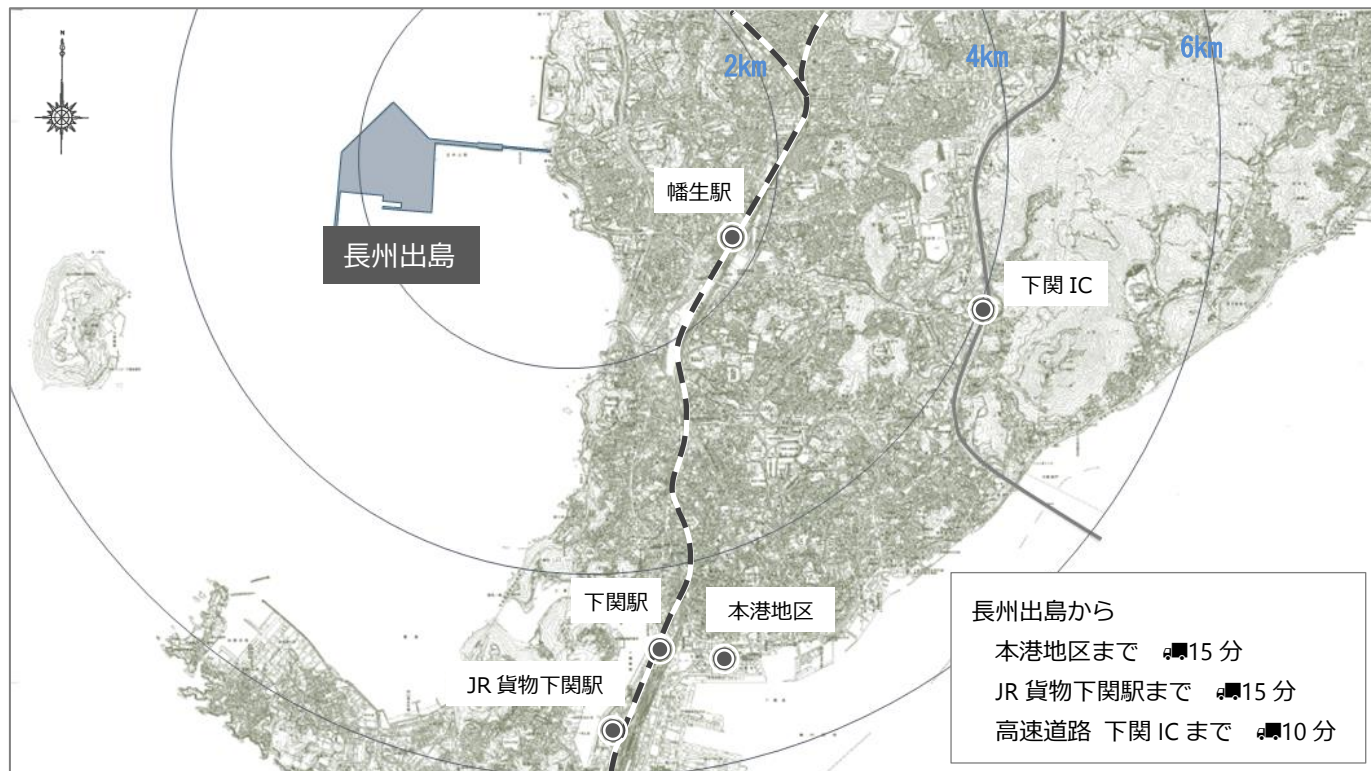 N
2km
4km
6km
幡生駅
長州出島
下関 IC
下関駅
本港地区
JR 貨物下関駅
長州出島から
本港地区まで 🚚15 分
JR 貨物下関駅まで 🚚15 分
高速道路 下関 IC まで 🚚10 分